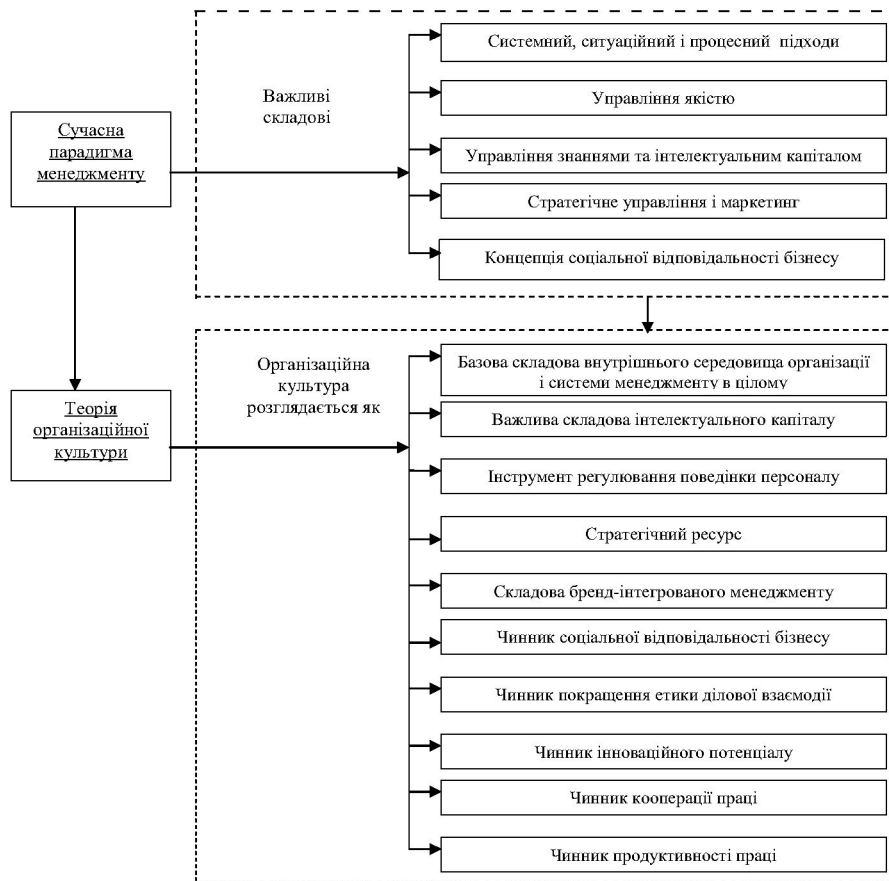 Сучасна
парадигма
менеджменту
Важливі
складові
Системний, ситуаційний і процесний підходи
Управління якістю
Управління знаннями та інтелектуальним капіталом
Стратегічне управління і маркетинг
Концепція соціальної відповідальності бізнесу
Теорія
організаційної
культури
Організаційна
культура
розглядається як
Базова складова внутрішнього середовища організації
і системи менеджменту в цілому
Важлива складова інтелектуального капіталу
Інструмент регулювання поведінки персоналу
Стратегічний ресурс
Складова бренд-інтегрованого менеджменту
Чинник соціальної відповідальності бізнесу
Чинник покращення етики ділової взаємодії
Чинник інноваційного потенціалу
Чинник кооперації праці
Чинник продуктивності праці